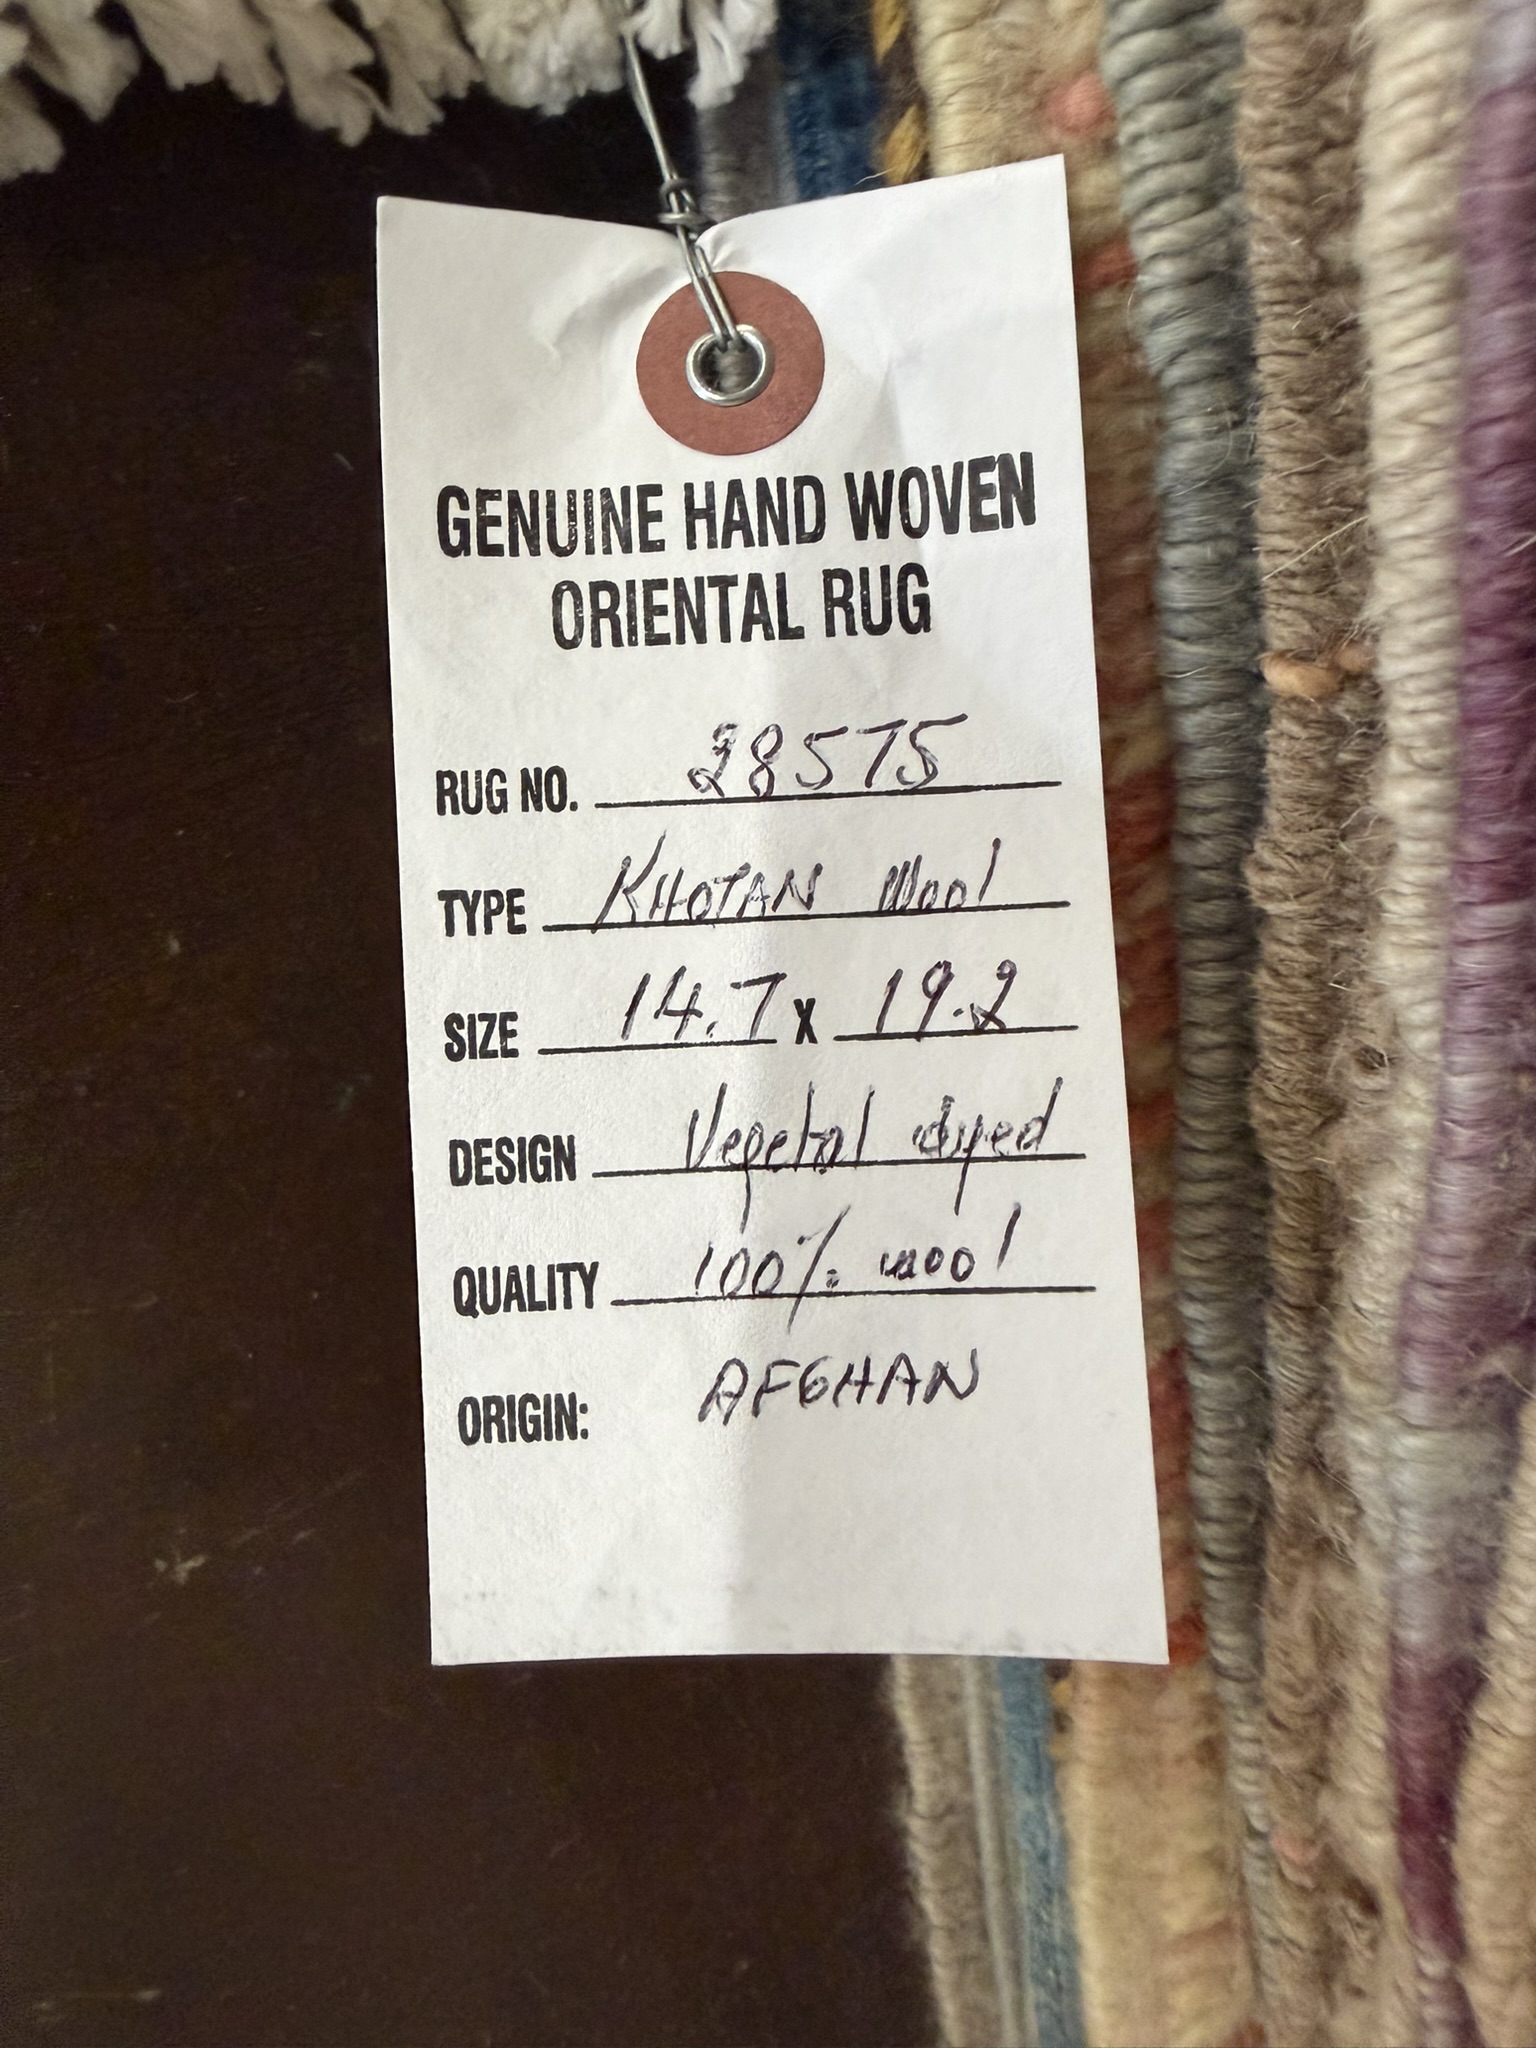 GENUINE HAND WOVEN
ORIENTAL RUG
RUG NO. 28575
TYPE KHOTAN Wool
SIZE 14.7 X 19.2
DESIGN Vegetal dyed
QUALITY 100% wool
ORIGIN: AFGHAN